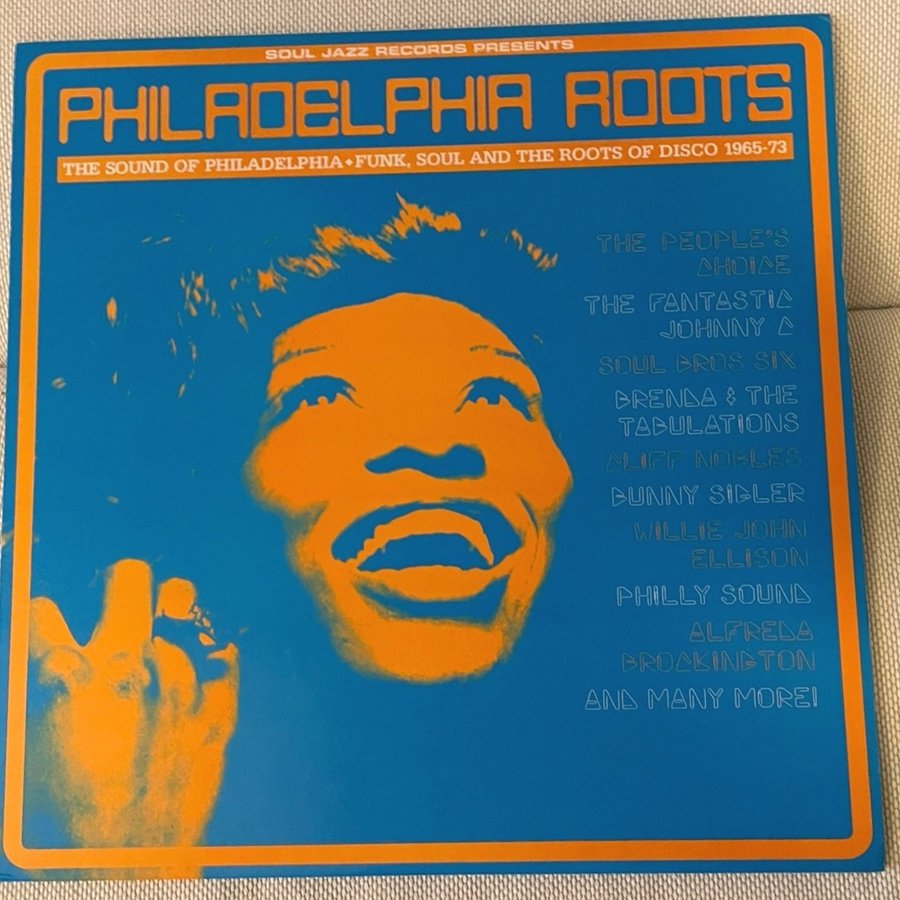 SOUL JAZZ RECORDS PRESENTS
PHILADELPHIA ROOTS
THE SOUND OF PHILADELPHIA • FUNK, SOUL AND THE ROOTS OF DISCO 1965-73
THE PEOPLE'S
CHOICE
THE FANTASTIC
JOHNNY C
SOUL BROS SIX
BRENDA & THE
TABULATIONS
CLIFF NOBLES
BUNNY SIGLER
WILLIE JOHN
ELLISON
PHILLY SOUND
ALFREDA
BROCKINGTON
AND MANY MORE!